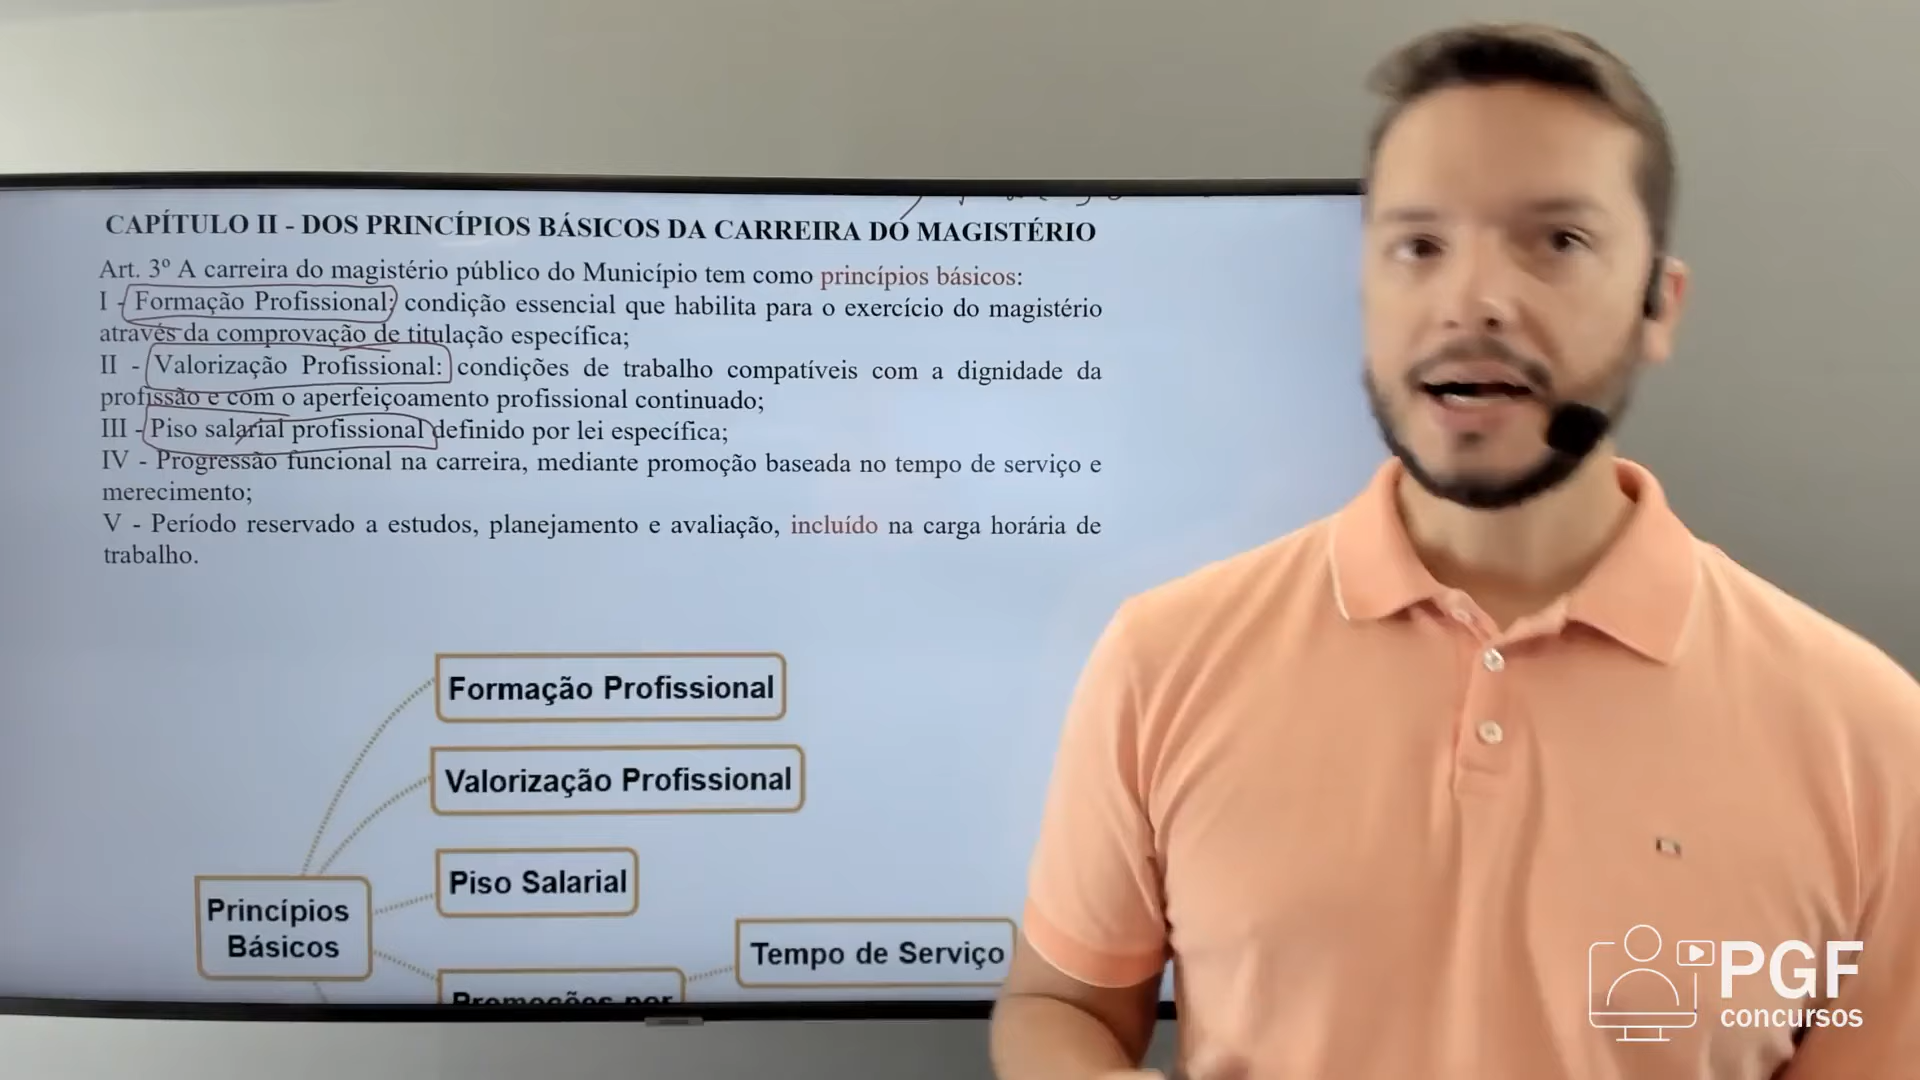 CAPÍTULO II - DOS PRINCÍPIOS BÁSICOS DA CARREIRA DO MAGISTÉRIO
Art. 3º A carreira do magistério público do Município tem como princípios básicos:
I - Formação Profissional: condição essencial que habilita para o exercício do magistério
através da comprovação de titulação específica;
II - Valorização Profissional: condições de trabalho compatíveis com a dignidade da
profissão e com o aperfeiçoamento profissional continuado;
III - Piso salarial profissional definido por lei específica;
IV - Progressão funcional na carreira, mediante promoção baseada no tempo de serviço e
merecimento;
V - Período reservado a estudos, planejamento e avaliação, incluído na carga horária de
trabalho.
Formação Profissional
Valorização Profissional
Piso Salarial
Princípios
Básicos
Tempo de Serviço
Promoções por
PGF
concursos